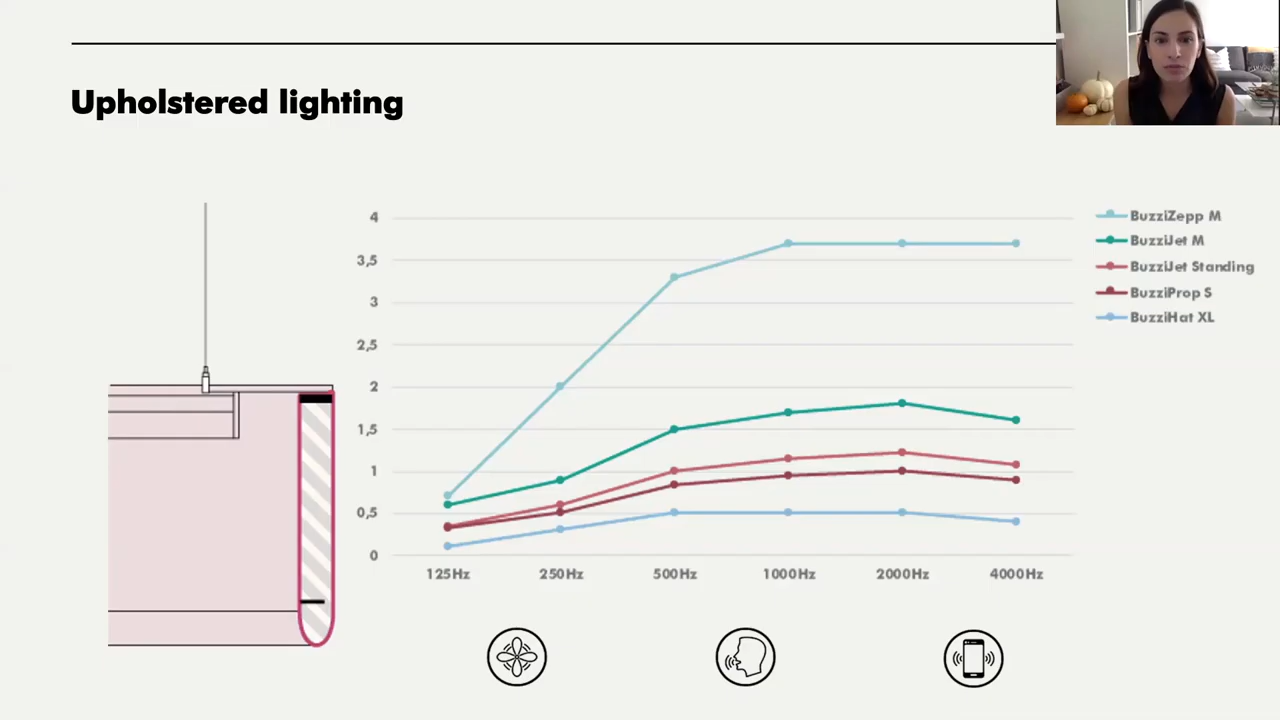 Upholstered lighting
4
3,5
3
2,5
2
1,5
1
0,5
0
125Hz 250Hz 500Hz 1000Hz 2000Hz 4000Hz
BuzziZepp M
BuzziJet M
BuzziJet Standing
BuzziProp S
BuzziHat XL